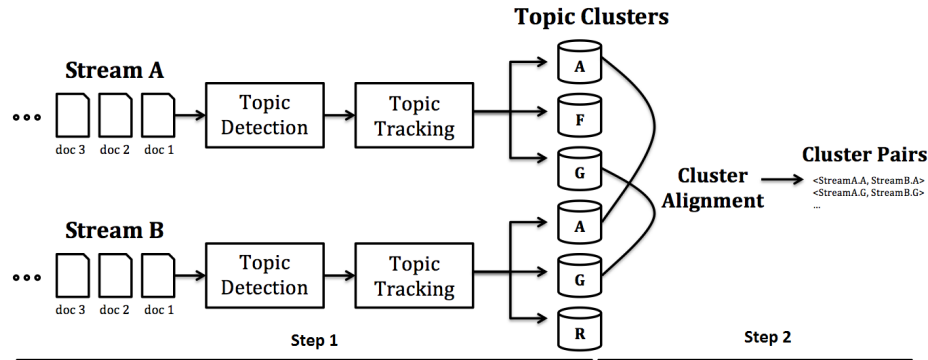 Topic Clusters
Stream A
doc 3
doc 2
doc 1
Topic
Detection
Topic
Tracking
A
F
G
Stream B
doc 3
doc 2
doc 1
Topic
Detection
Topic
Tracking
A
G
R
Cluster
Alignment
Cluster Pairs
<StreamA.A, StreamB.A>
<StreamA.G, StreamB.G>
...
Step 1
Step 2